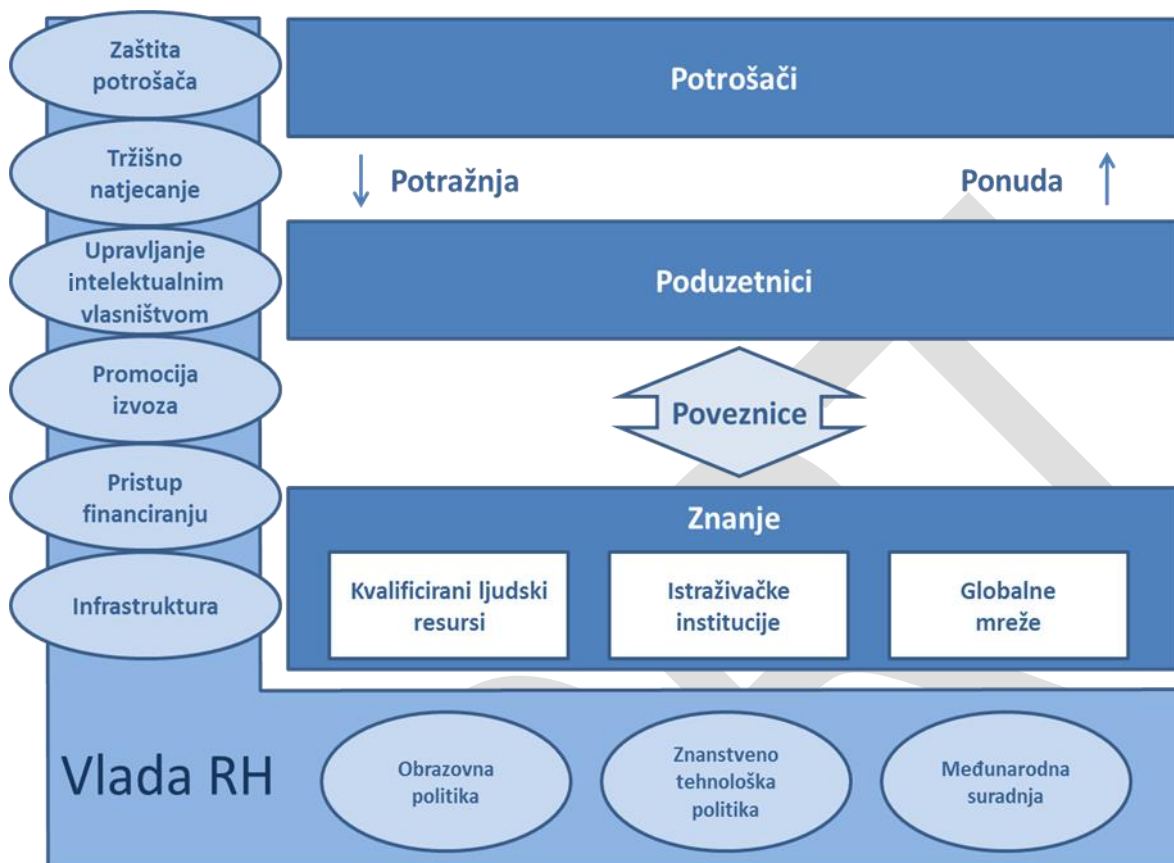 Zaštita
potrošača
Tržišno
natjecanje
Upravljanje
intelektualnim
vlasništvom
Promocija
izvoza
Pristup
financiranju
Infrastruktura
Potrošači
Potražnja
Ponuda
Poduzetnici
Poveznice
Znanje
Kvalificirani ljudski
resursi
Istraživačke
institucije
Globalne
mreže
Vlada RH
Obrazovna
politika
Znanstveno
tehnološka
politika
Međunarodna
suradnja